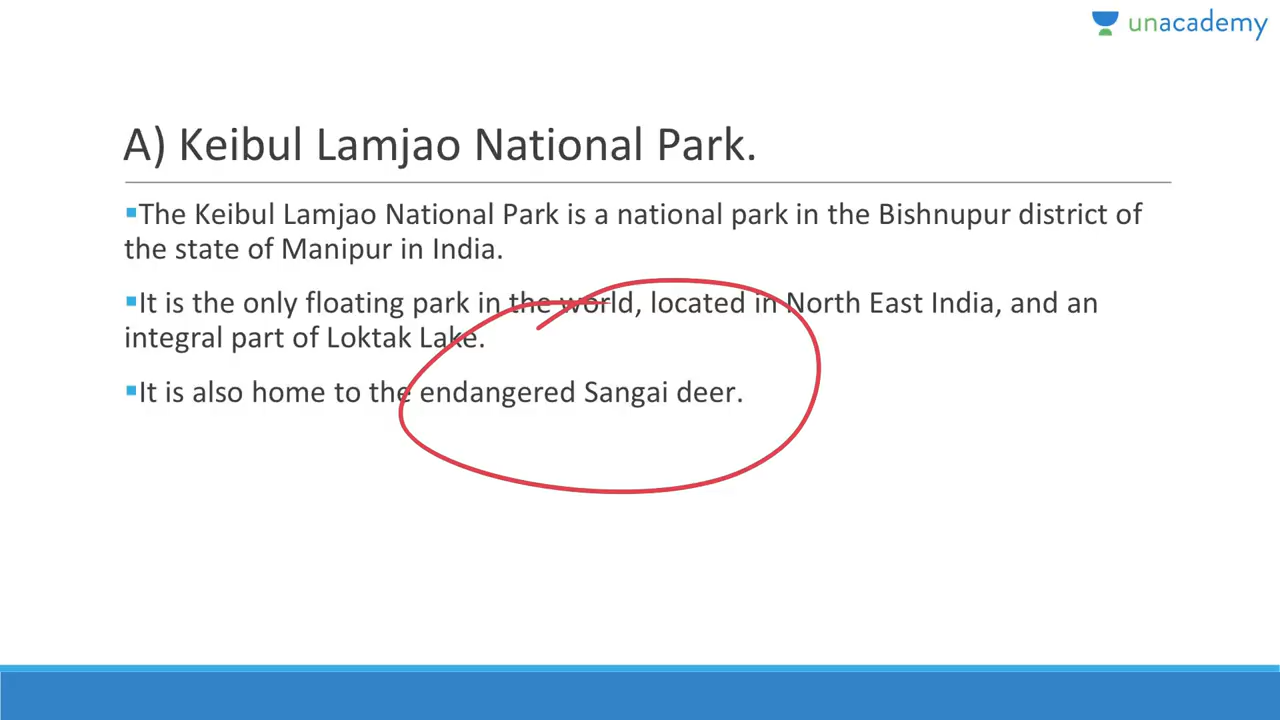 unacademy
A) Keibul Lamjao National Park.
The Keibul Lamjao National Park is a national park in the Bishnupur district of
the state of Manipur in India.
It is the only floating park in the world, located in North East India, and an
integral part of Loktak Lake.
It is also home to the endangered Sangai deer.